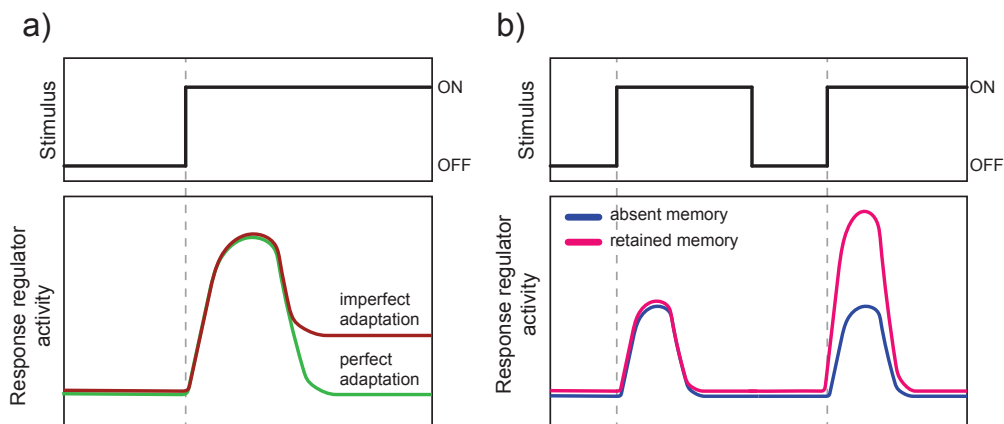 a)
Stimulus
ON
OFF
Response regulator
activity
imperfect
adaptation
perfect
adaptation
b)
Stimulus
ON
OFF
Response regulator
activity
absent memory
retained memory